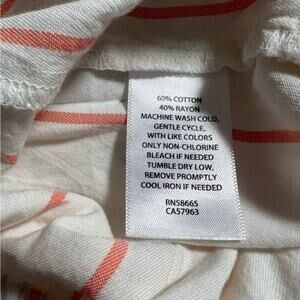 60% COTTON
40% RAYON
MACHINE WASH COLD,
GENTLE CYCLE,
WITH LIKE COLORS
ONLY NON-CHLORINE
BLEACH IF NEEDED
TUMBLE DRY LOW,
REMOVE PROMPTLY
COOL IRON IF NEEDED
RN58665
CA57963